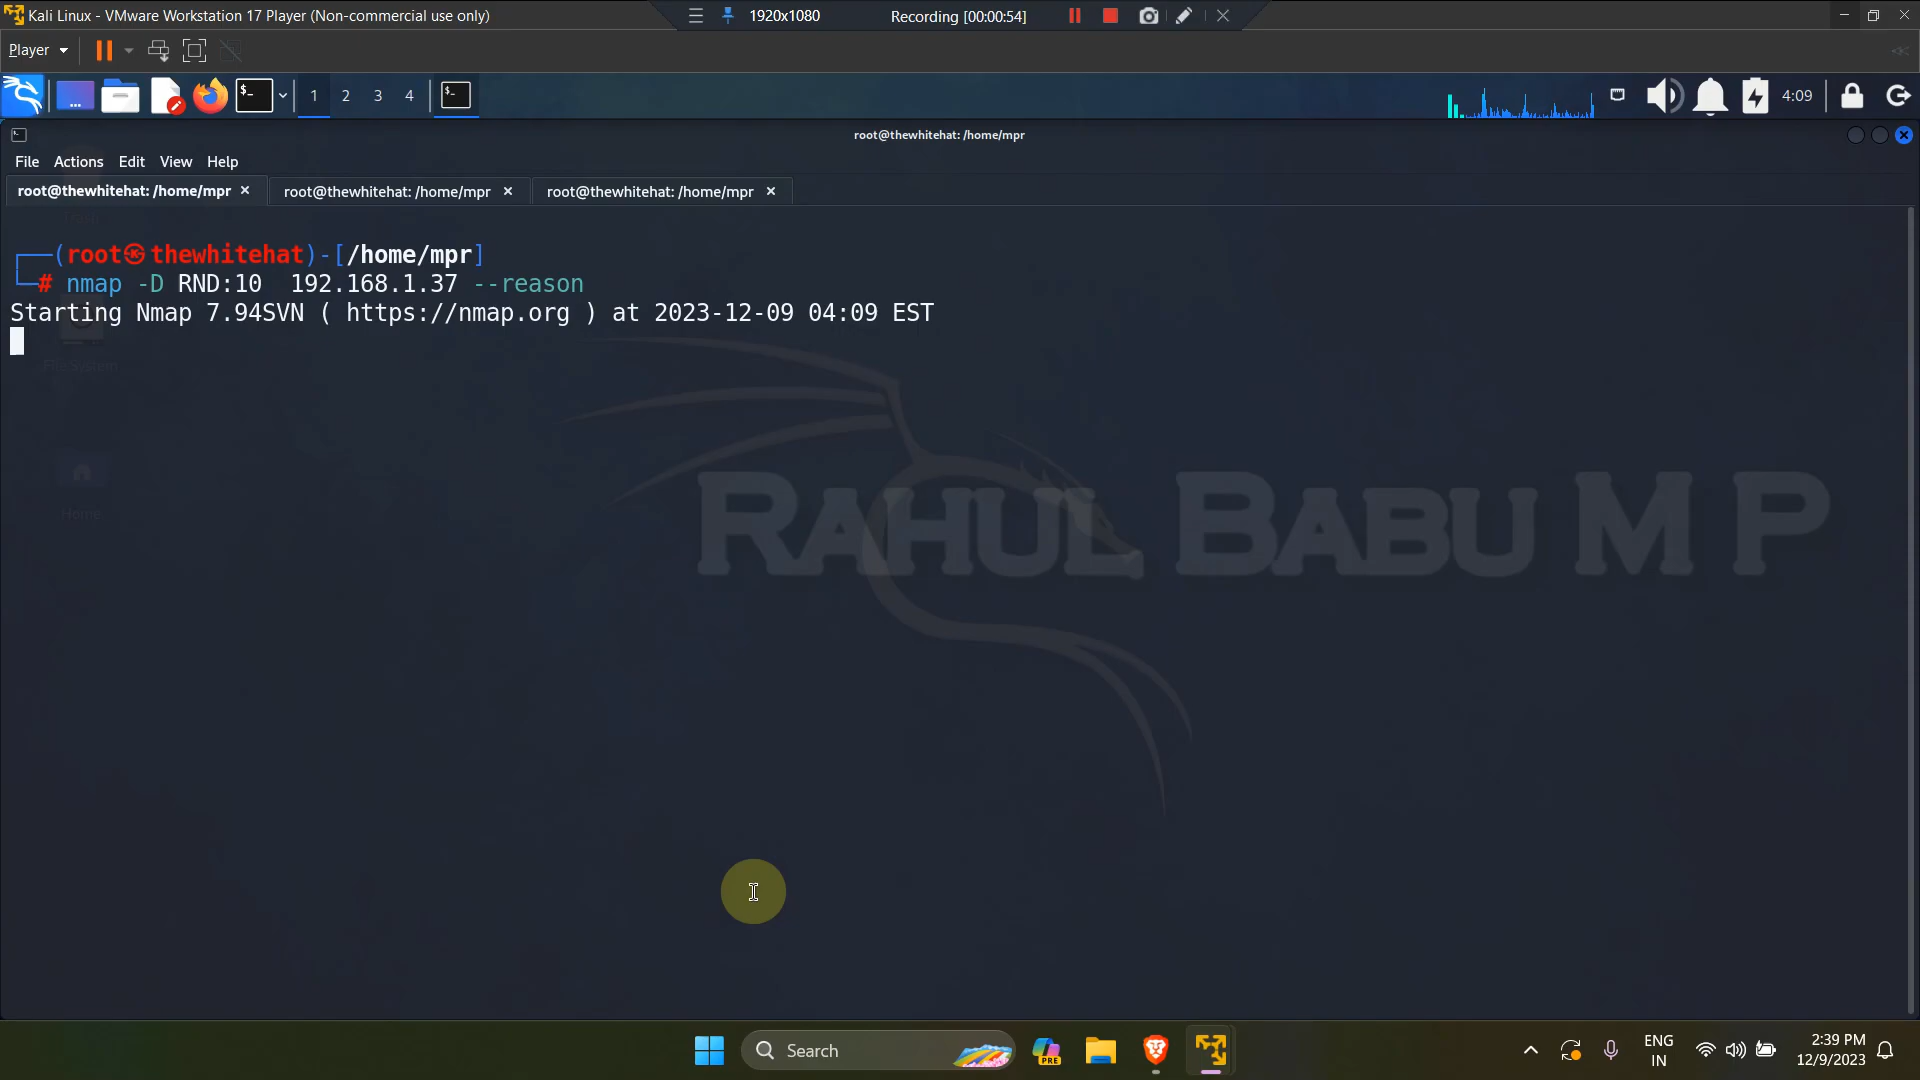 Kali Linux - VMware Workstation 17 Player (Non-commercial use only)
1920x1080
Recording [00:00:54]
Player
1 2 3 4
4:09
root@thewhitehat: /home/mpr
File Actions Edit View Help
root@thewhitehat: /home/mpr
root@thewhitehat: /home/mpr
root@thewhitehat: /home/mpr
┌──(root㉿thewhitehat)-[/home/mpr]
└─# nmap -D RND:10  192.168.1.37 --reason
Starting Nmap 7.94SVN ( https://nmap.org ) at 2023-12-09 04:09 EST
File System
Home
RAHUL BABU M P
Search
PRE
ENG
IN
2:39 PM
12/9/2023